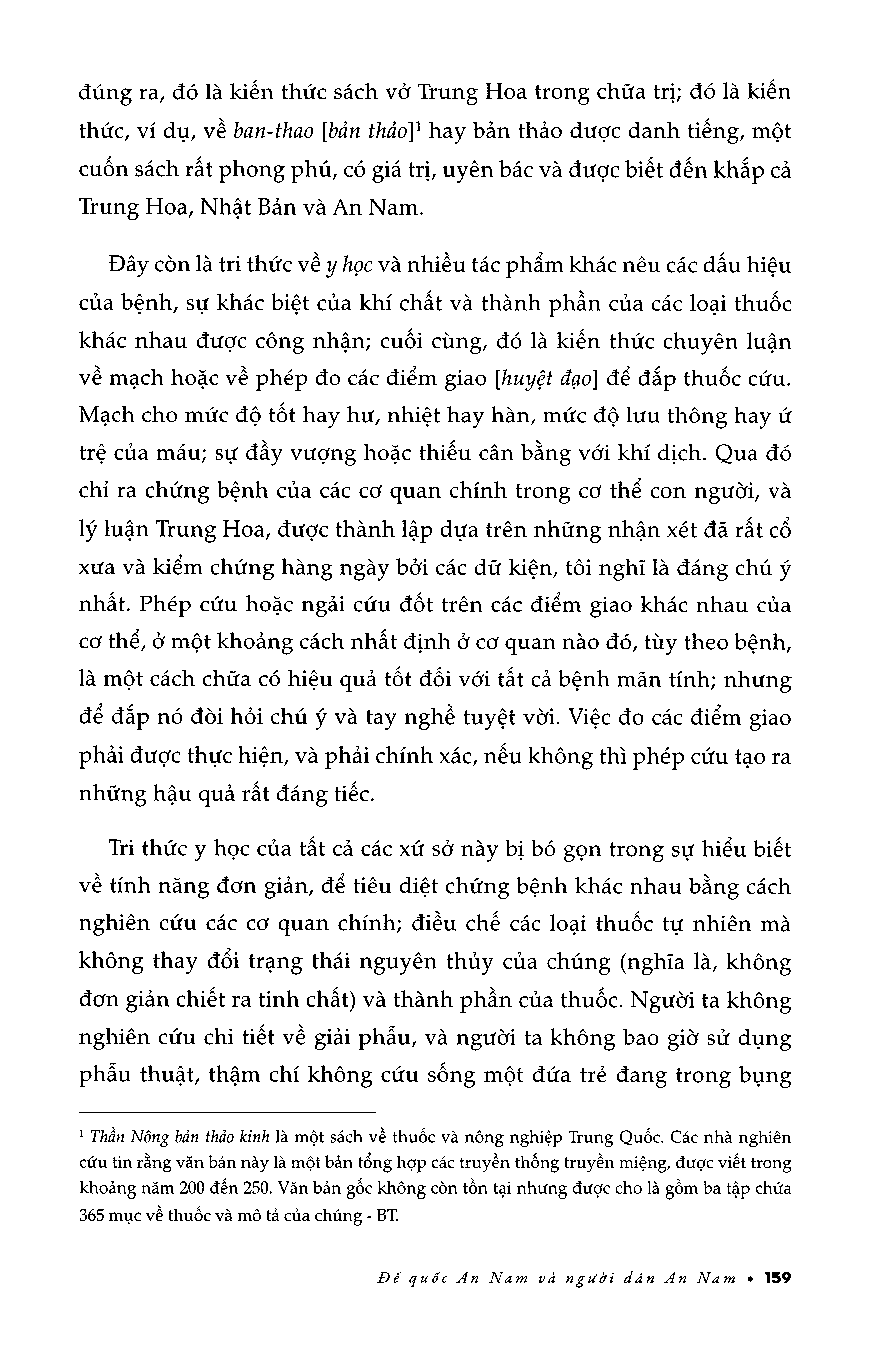 đúng ra, đó là kiến thức sách vở Trung Hoa trong chữa trị; đó là kiến
thức, ví dụ, về ban-thao [bản thảo]¹ hay bản thảo dược danh tiếng, một
cuốn sách rất phong phú, có giá trị, uyên bác và được biết đến khắp cả
Trung Hoa, Nhật Bản và An Nam.
Đây còn là tri thức về y học và nhiều tác phẩm khác nêu các dấu hiệu
của bệnh, sự khác biệt của khí chất và thành phần của các loại thuốc
khác nhau được công nhận; cuối cùng, đó là kiến thức chuyên luận
về mạch hoặc về phép đo các điểm giao [huyệt đạo] để đắp thuốc cứu.
Mạch cho mức độ tốt hay hư, nhiệt hay hàn, mức độ lưu thông hay ứ
trệ của máu; sự đầy vượng hoặc thiếu cân bằng với khí dịch. Qua đó
chỉ ra chứng bệnh của các cơ quan chính trong cơ thể con người, và
lý luận Trung Hoa, được thành lập dựa trên những nhận xét đã rất cổ
xưa và kiểm chứng hàng ngày bởi các dữ kiện, tôi nghĩ là đáng chú ý
nhất. Phép cứu hoặc ngải cứu đốt trên các điểm giao khác nhau của
cơ thể, ở một khoảng cách nhất định ở cơ quan nào đó, tùy theo bệnh,
là một cách chữa có hiệu quả tốt đối với tất cả bệnh mãn tính; nhưng
để đắp nó đòi hỏi chú ý và tay nghề tuyệt vời. Việc đo các điểm giao
phải được thực hiện, và phải chính xác, nếu không thì phép cứu tạo ra
những hậu quả rất đáng tiếc.
Tri thức y học của tất cả các xứ sở này bị bó gọn trong sự hiểu biết
về tính năng đơn giản, để tiêu diệt chứng bệnh khác nhau bằng cách
nghiên cứu các cơ quan chính; điều chế các loại thuốc tự nhiên mà
không thay đổi trạng thái nguyên thủy của chúng (nghĩa là, không
đơn giản chiết ra tinh chất) và thành phần của thuốc. Người ta không
nghiên cứu chi tiết về giải phẫu, và người ta không bao giờ sử dụng
phẫu thuật, thậm chí không cứu sống một đứa trẻ đang trong bụng
¹ Thần Nông bản thảo kinh là một sách về thuốc và nông nghiệp Trung Quốc. Các nhà nghiên
cứu tin rằng văn bản này là một bản tổng hợp các truyền thống truyền miệng, được viết trong
khoảng năm 200 đến 250. Văn bản gốc không còn tồn tại nhưng được cho là gồm ba tập chứa
365 mục về thuốc và mô tả của chúng - BT.
Đế quốc An Nam và người dân An Nam • 159